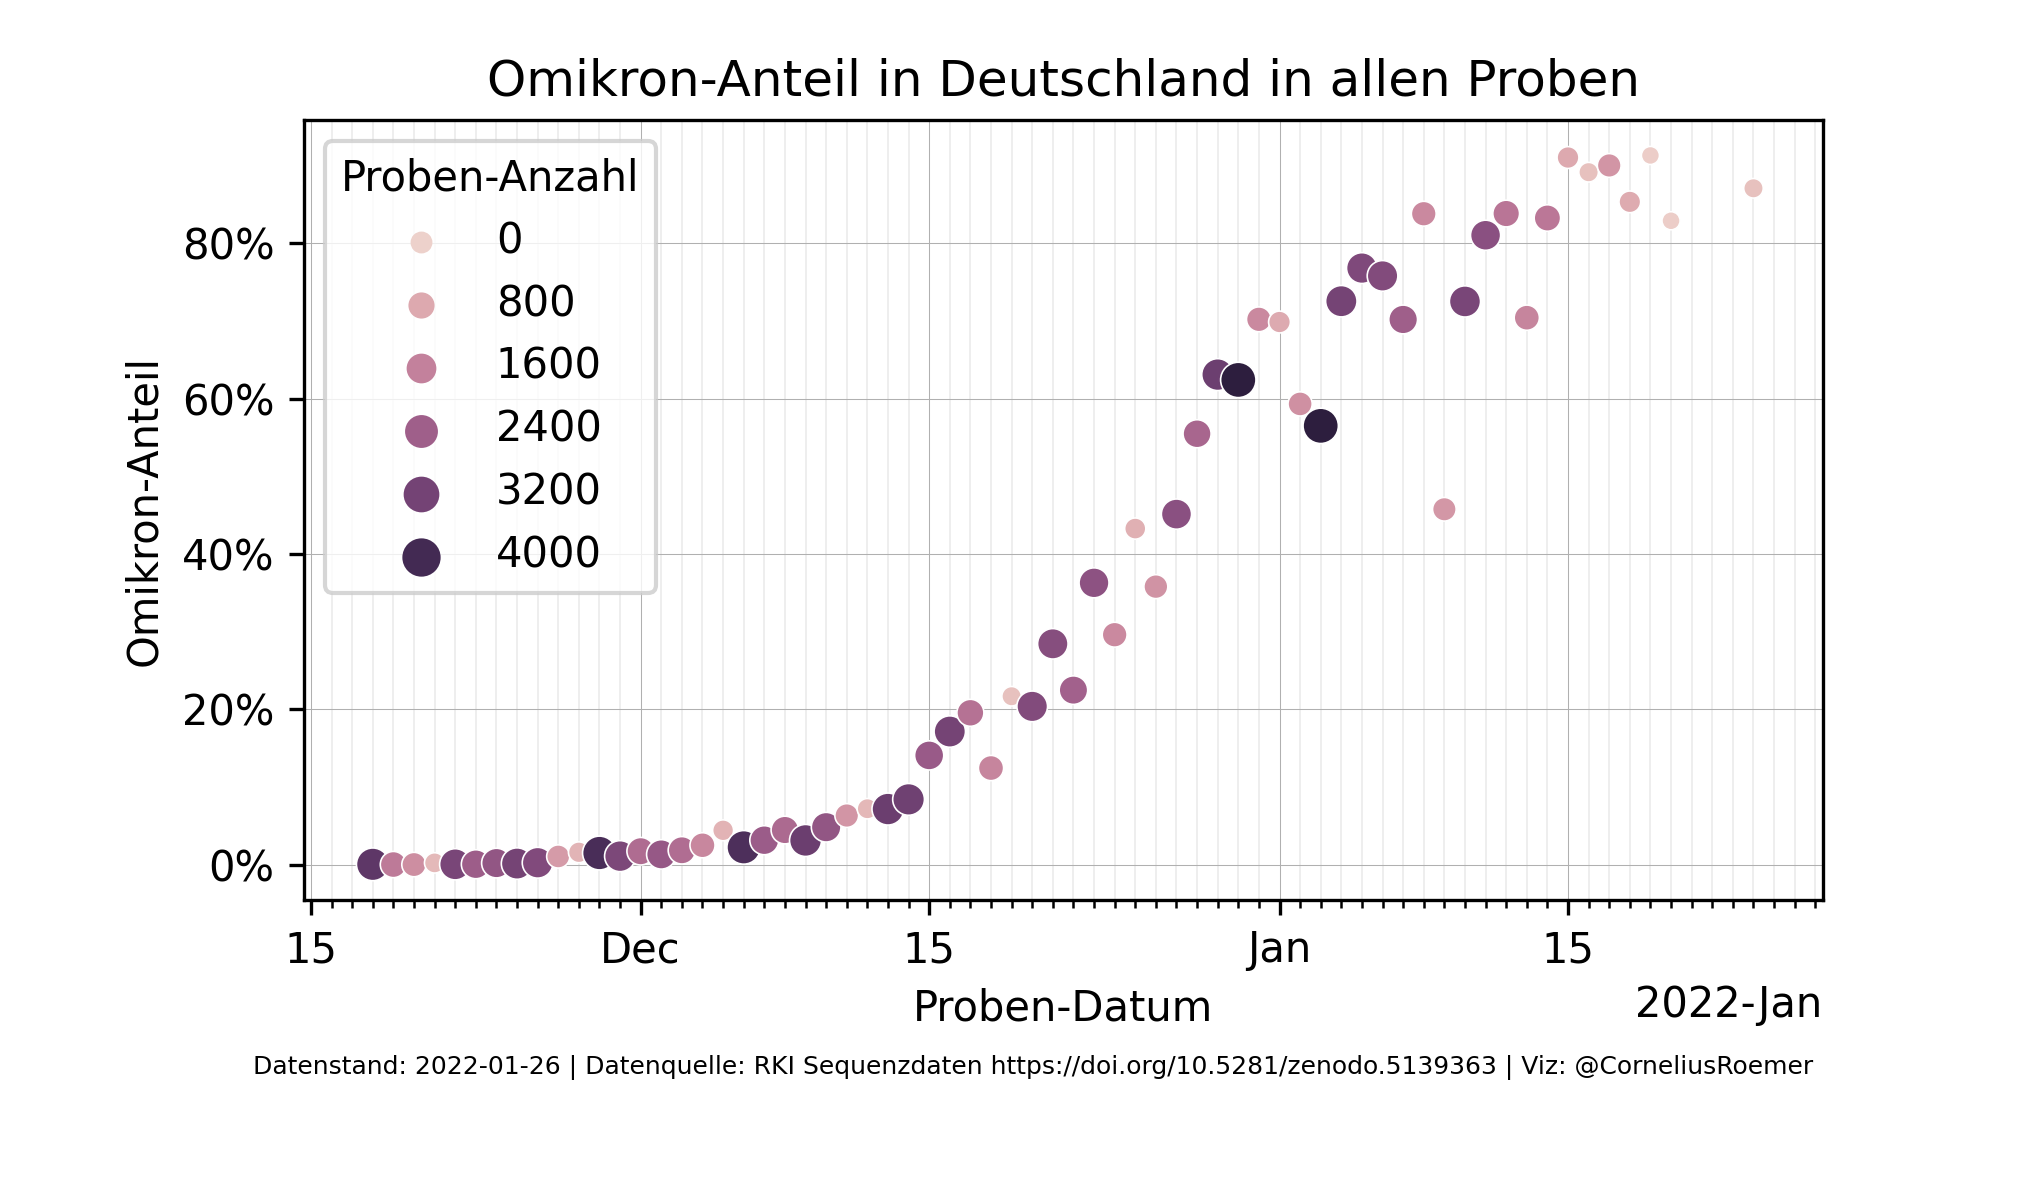 Omikron-Anteil in Deutschland in allen Proben
Proben-Anzahl
0
800
1600
2400
3200
4000
Omikron-Anteil
80%
60%
40%
20%
0%
15 Dec 15 Jan 15
Proben-Datum
2022-Jan
Datenstand: 2022-01-26 | Datenquelle: RKI Sequenzdaten https://doi.org/10.5281/zenodo.5139363 | Viz: @CorneliusRoemer